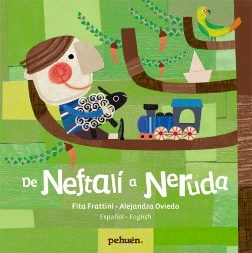 De Neftalí a Neruda
Fita Frattini • Alejandra Oviedo
Español • English
pehuén.